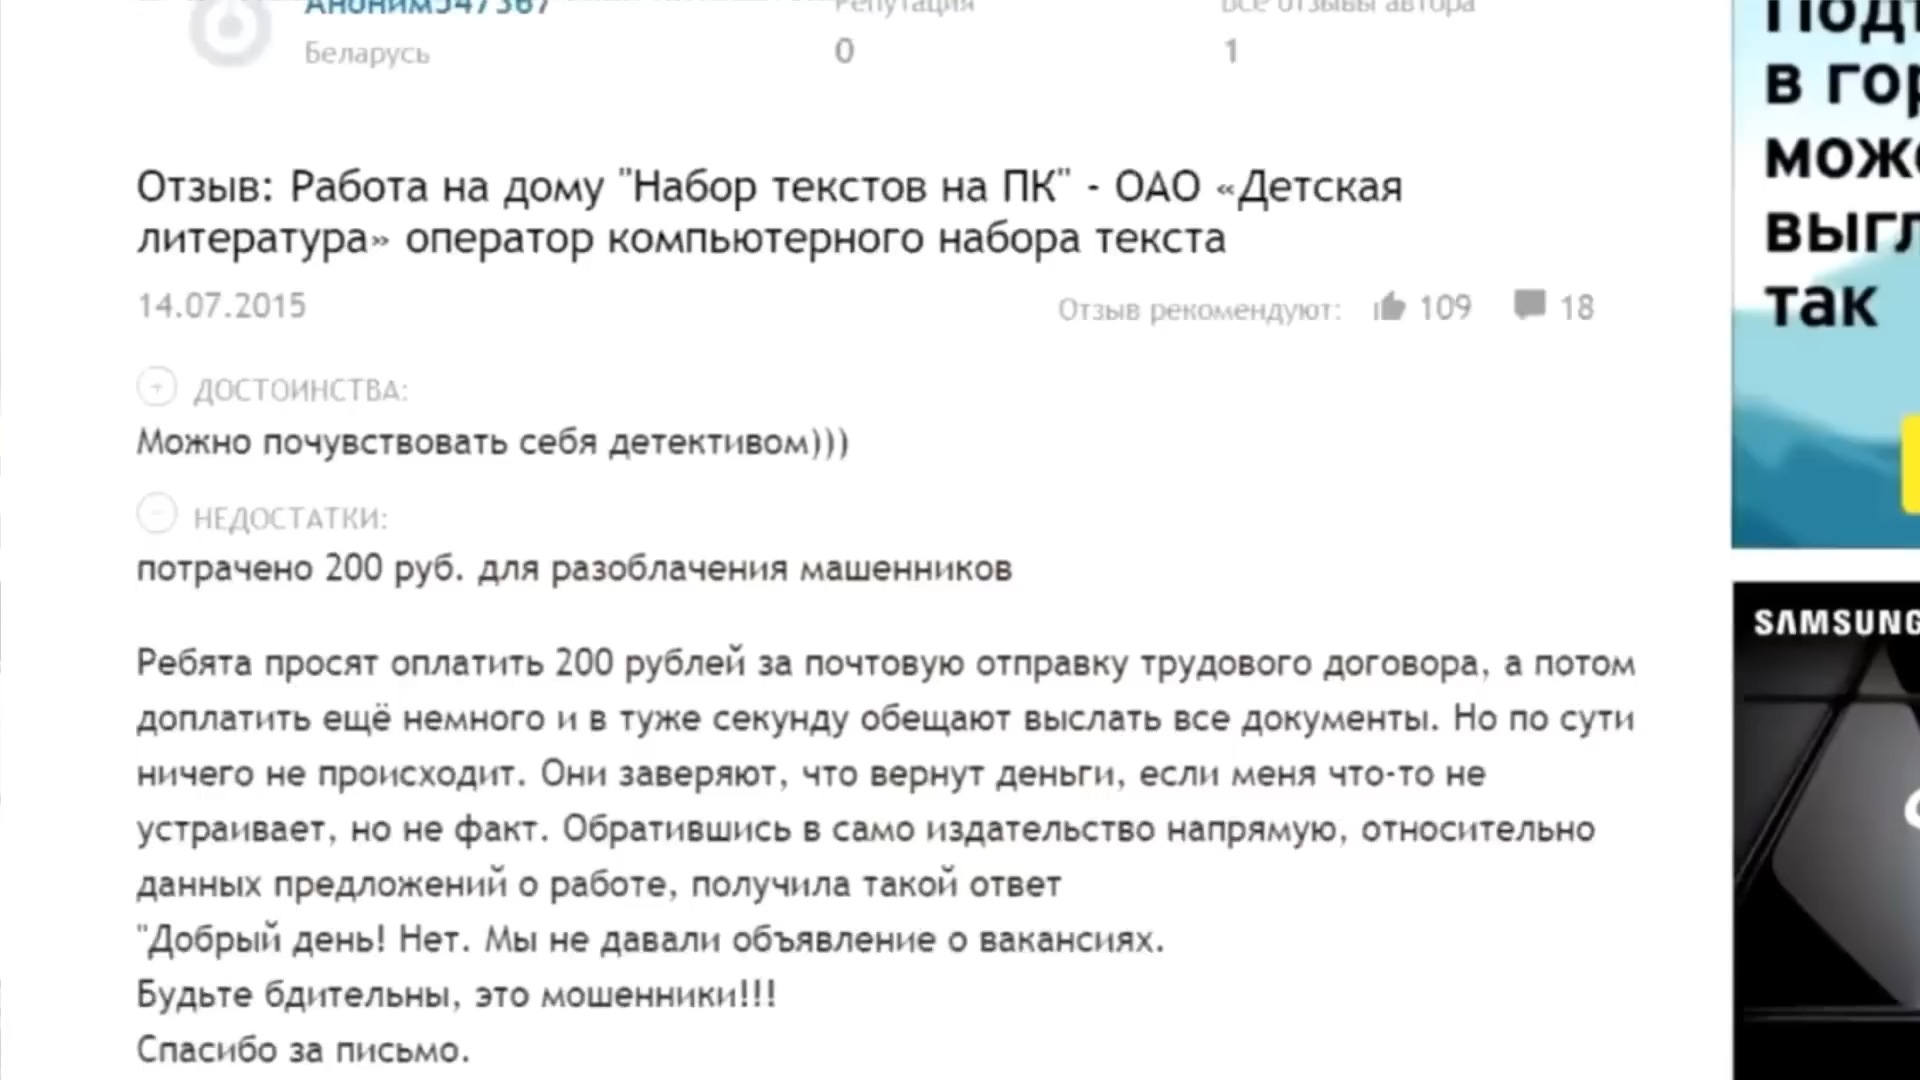 Аноним547367
Репутация
Все отзывы автора
Беларусь
0
1
Отзыв: Работа на дому "Набор текстов на ПК" - ОАО «Детская
литература» оператор компьютерного набора текста
14.07.2015
Отзыв рекомендуют: 109 18
ДОСТОИНСТВА:
Можно почувствовать себя детективом)))
НЕДОСТАТКИ:
потрачено 200 руб. для разоблачения машенников
Ребята просят оплатить 200 рублей за почтовую отправку трудового договора, а потом
доплатить ещё немного и в туже секунду обещают выслать все документы. Но по сути
ничего не происходит. Они заверяют, что вернут деньги, если меня что-то не
устраивает, но не факт. Обратившись в само издательство напрямую, относительно
данных предложений о работе, получила такой ответ
"Добрый день! Нет. Мы не давали объявление о вакансиях.
Будьте бдительны, это мошенники!!!
Спасибо за письмо.
в
так
SAMSUNG